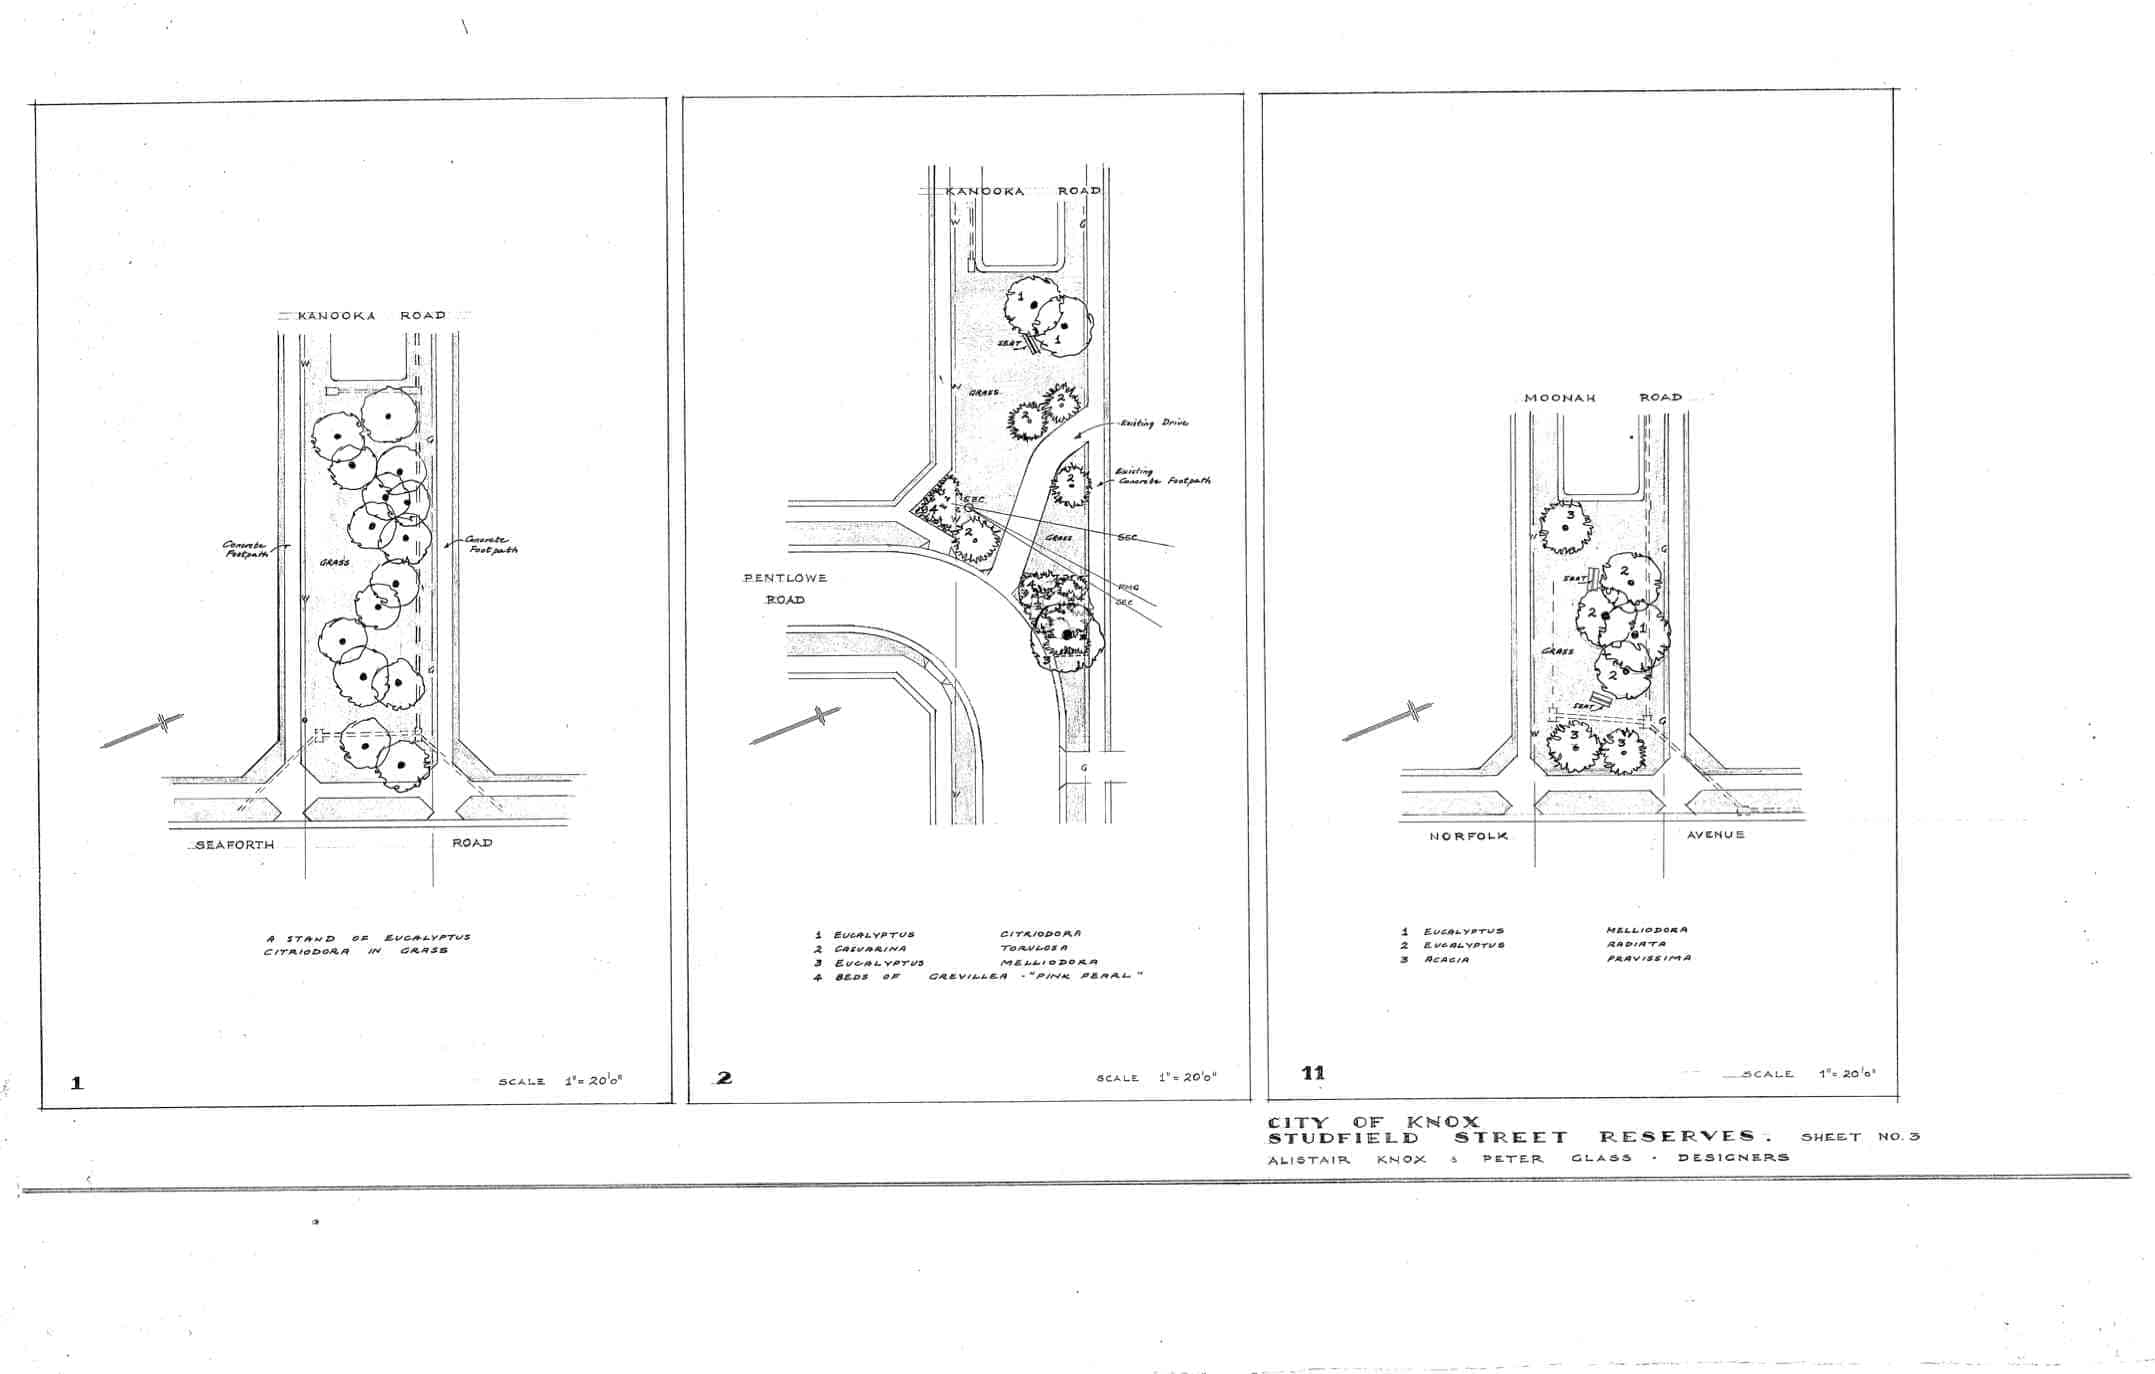 KANOOKA ROAD
W
G
Concrete
Footpath
Concrete
Footpath
GRASS
W
G
SEAFORTH ROAD
A STAND OF EUCALYPTUS
CITRIODORA IN GRASS
1
SCALE 1"= 20'0"
KANOOKA ROAD
W
G
1
1
SEAT
W
GRASS
2
2
Existing Drive
Existing
Concrete Footpath
2
SEC
4
W
2
GRASS
SEC
PMG
SEC
4
3
PENTLOWE
ROAD
G
W
1 EUCALYPTUS CITRIODORA
2 CASUARINA TORULOSA
3 EUCALYPTUS MELLIODORA
4 BEDS OF GREVILLEA - "PINK PEARL"
2
SCALE 1"= 20'0"
MOONAH ROAD
3
W
G
SEAT
2
2
1
GRASS
2
SEAT
G
W
3
3
NORFOLK AVENUE
1 EUCALYPTUS MELLIODORA
2 EUCALYPTUS RADIATA
3 ACACIA PRAVISSIMA
11
SCALE 1"= 20'0"
CITY OF KNOX
STUDFIELD STREET RESERVES. SHEET NO. 3
ALISTAIR KNOX & PETER GLASS · DESIGNERS